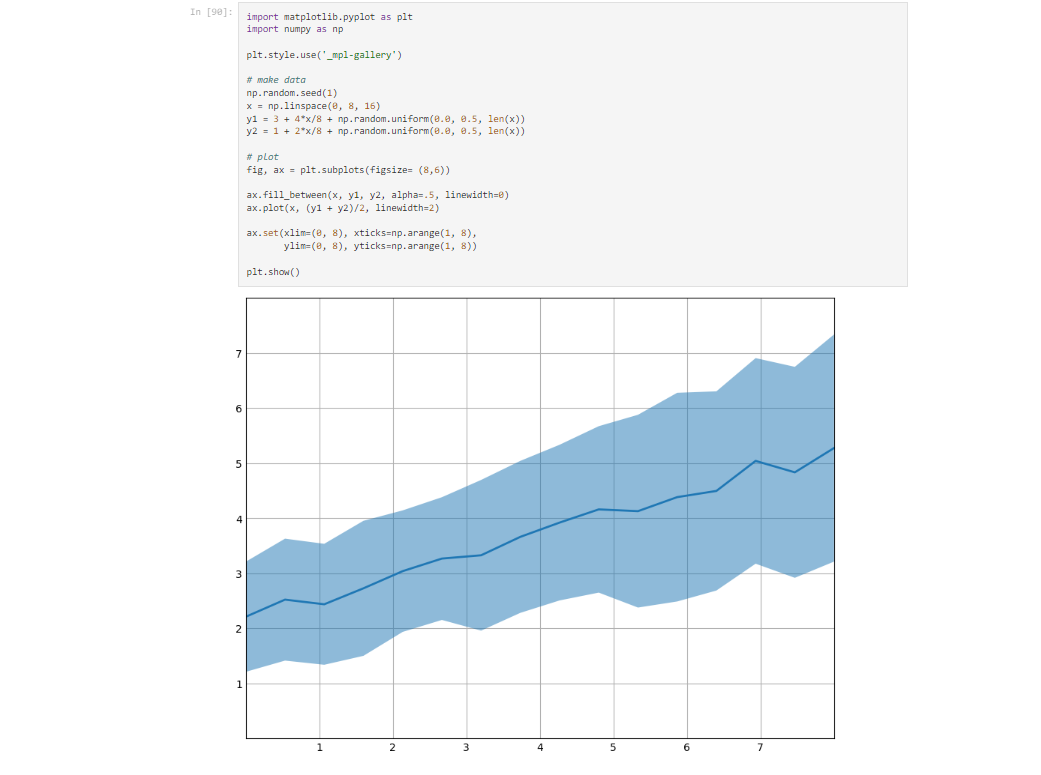 In [90]:
import matplotlib.pyplot as plt
import numpy as np
plt.style.use('_mpl-gallery')
# make data
np.random.seed(1)
x = np.linspace(0, 8, 16)
y1 = 3 + 4*x/8 + np.random.uniform(0.0, 0.5, len(x))
y2 = 1 + 2*x/8 + np.random.uniform(0.0, 0.5, len(x))
# plot
fig, ax = plt.subplots(figsize= (8,6))
ax.fill_between(x, y1, y2, alpha=.5, linewidth=0)
ax.plot(x, (y1 + y2)/2, linewidth=2)
ax.set(xlim=(0, 8), xticks=np.arange(1, 8),
       ylim=(0, 8), yticks=np.arange(1, 8))
plt.show()
7
6
5
4
3
2
1
1 2 3 4 5 6 7